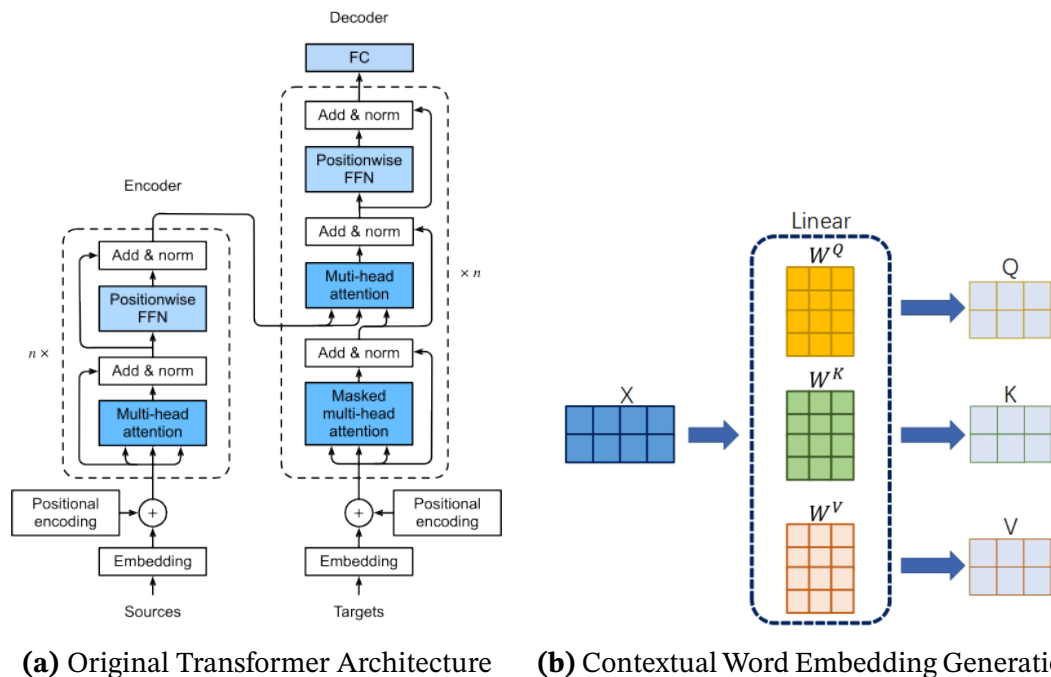 Decoder
FC
Add & norm
Positionwise
FFN
Add & norm
Muti-head
attention
× n
Add & norm
Masked
multi-head
attention
Positional
encoding
+
Embedding
Targets
Encoder
Add & norm
Positionwise
FFN
n ×
Add & norm
Multi-head
attention
Positional
encoding
+
Embedding
Sources
(a) Original Transformer Architecture
Linear
W^Q
Q
X
W^K
K
W^V
V
(b) Contextual Word Embedding